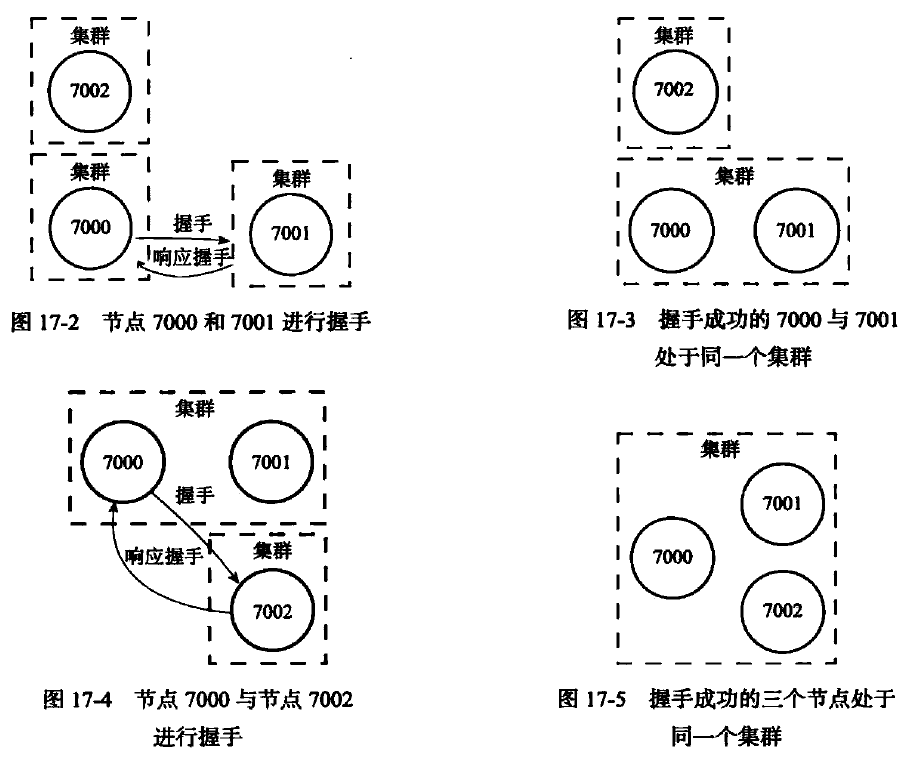 集群
7002
集群
7000
握手
响应握手
集群
7001
图 17-2 节点 7000 和 7001 进行握手
集群
7002
集群
7000
7001
图 17-3 握手成功的 7000 与 7001
处于同一个集群
集群
7000
7001
握手
响应握手
集群
7002
图 17-4 节点 7000 与节点 7002
进行握手
集群
7001
7000
7002
图 17-5 握手成功的三个节点处于
同一个集群